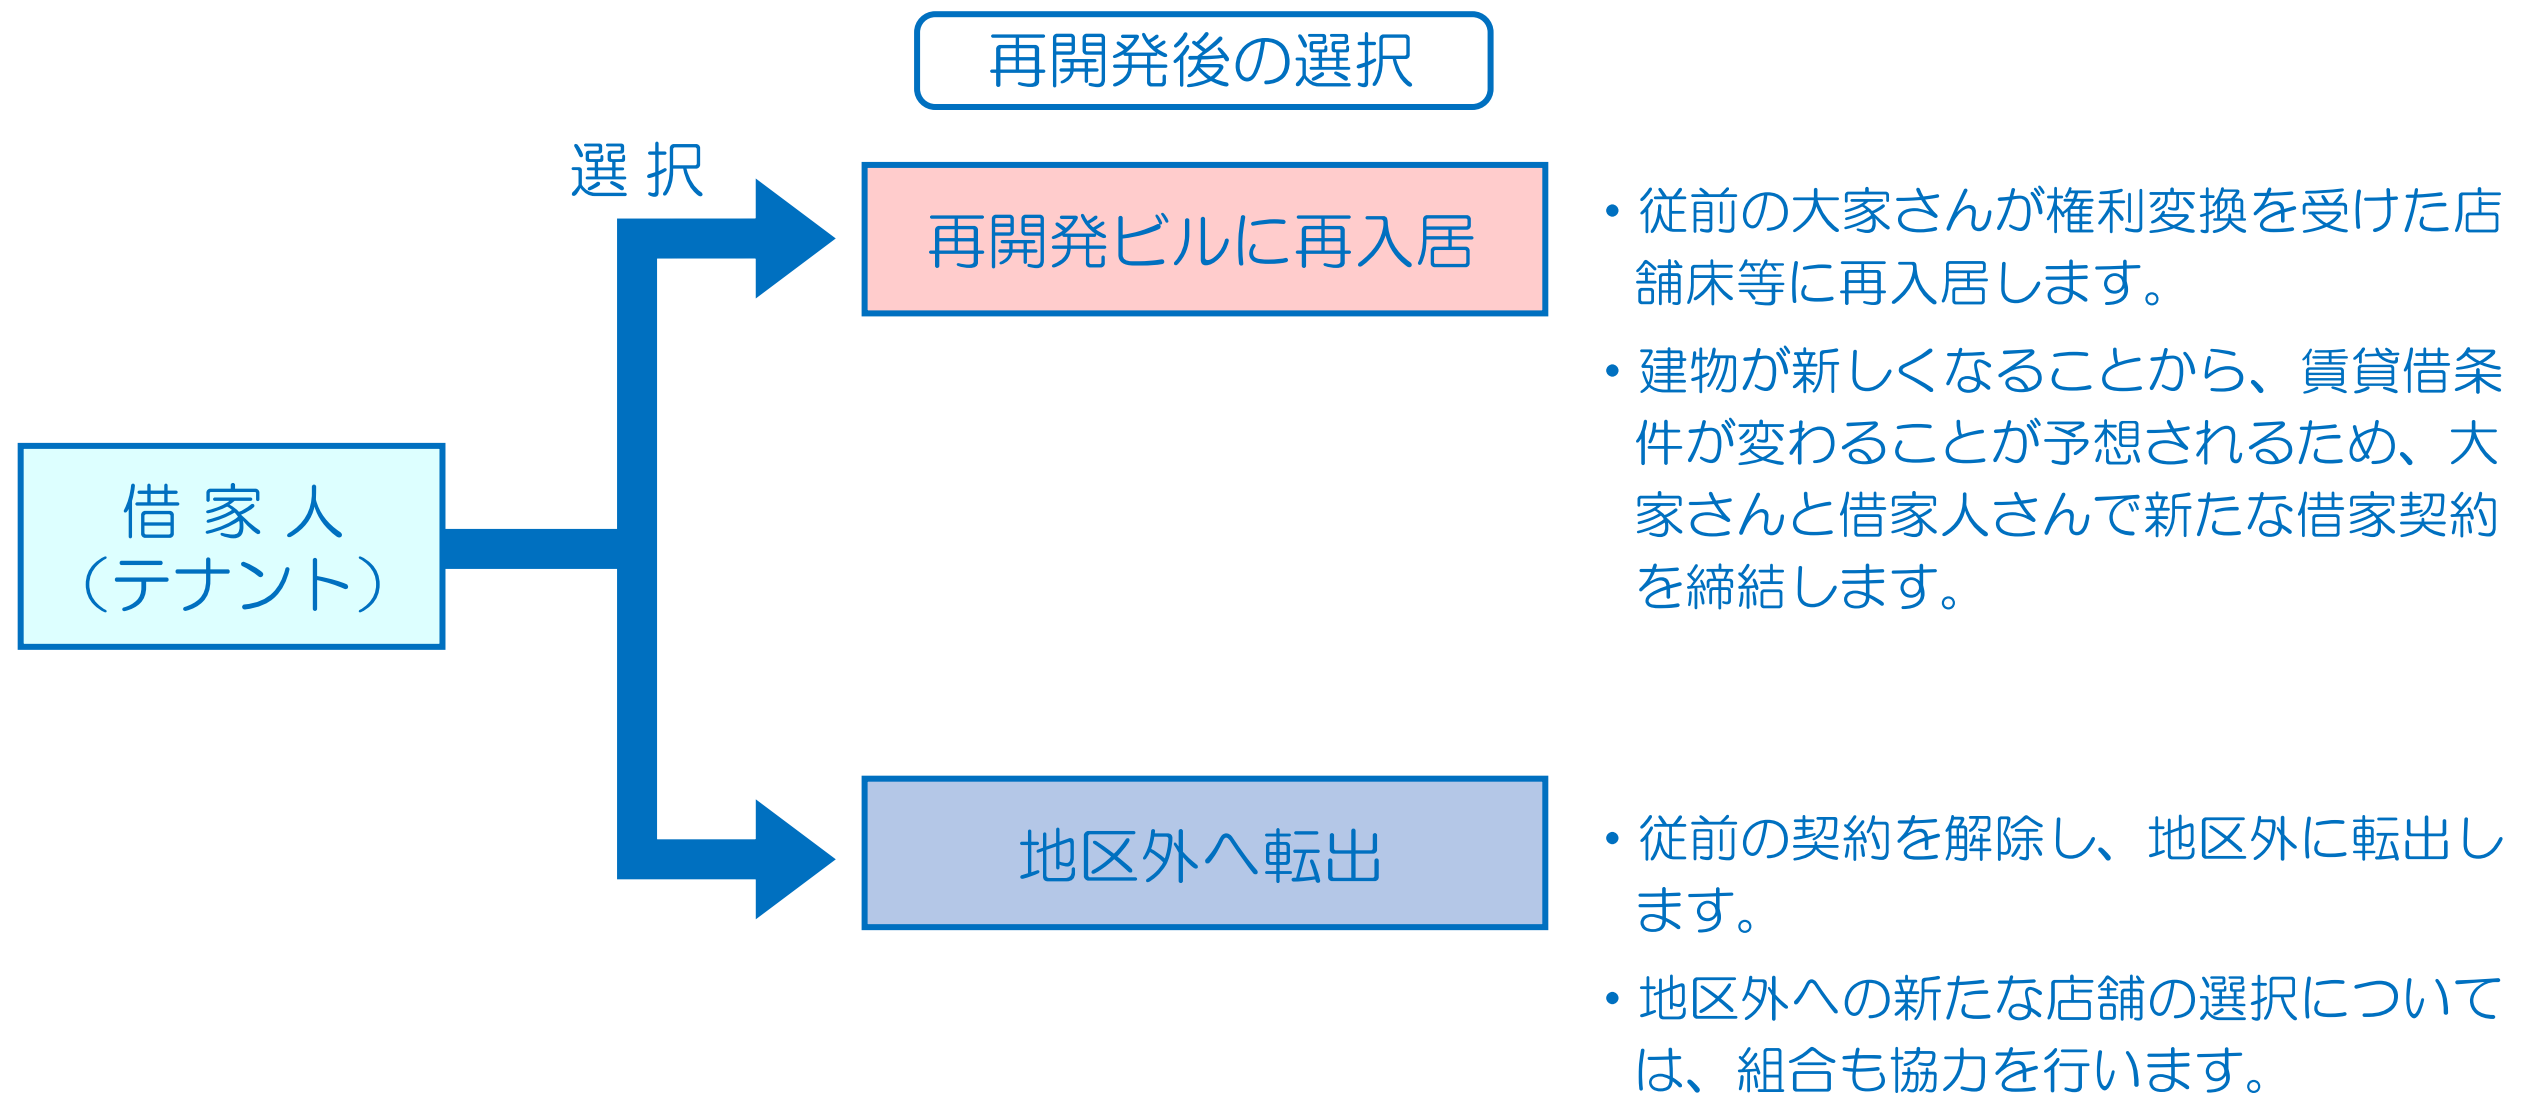 再開発後の選択
選 択
再開発ビルに再入居
・従前の大家さんが権利変換を受けた店
舗床等に再入居します。
・建物が新しくなることから、賃貸借条
件が変わることが予想されるため、大
家さんと借家人さんで新たな借家契約
を締結します。
借 家 人
（テナント）
地区外へ転出
・従前の契約を解除し、地区外に転出し
ます。
・地区外への新たな店舗の選択について
は、組合も協力を行います。